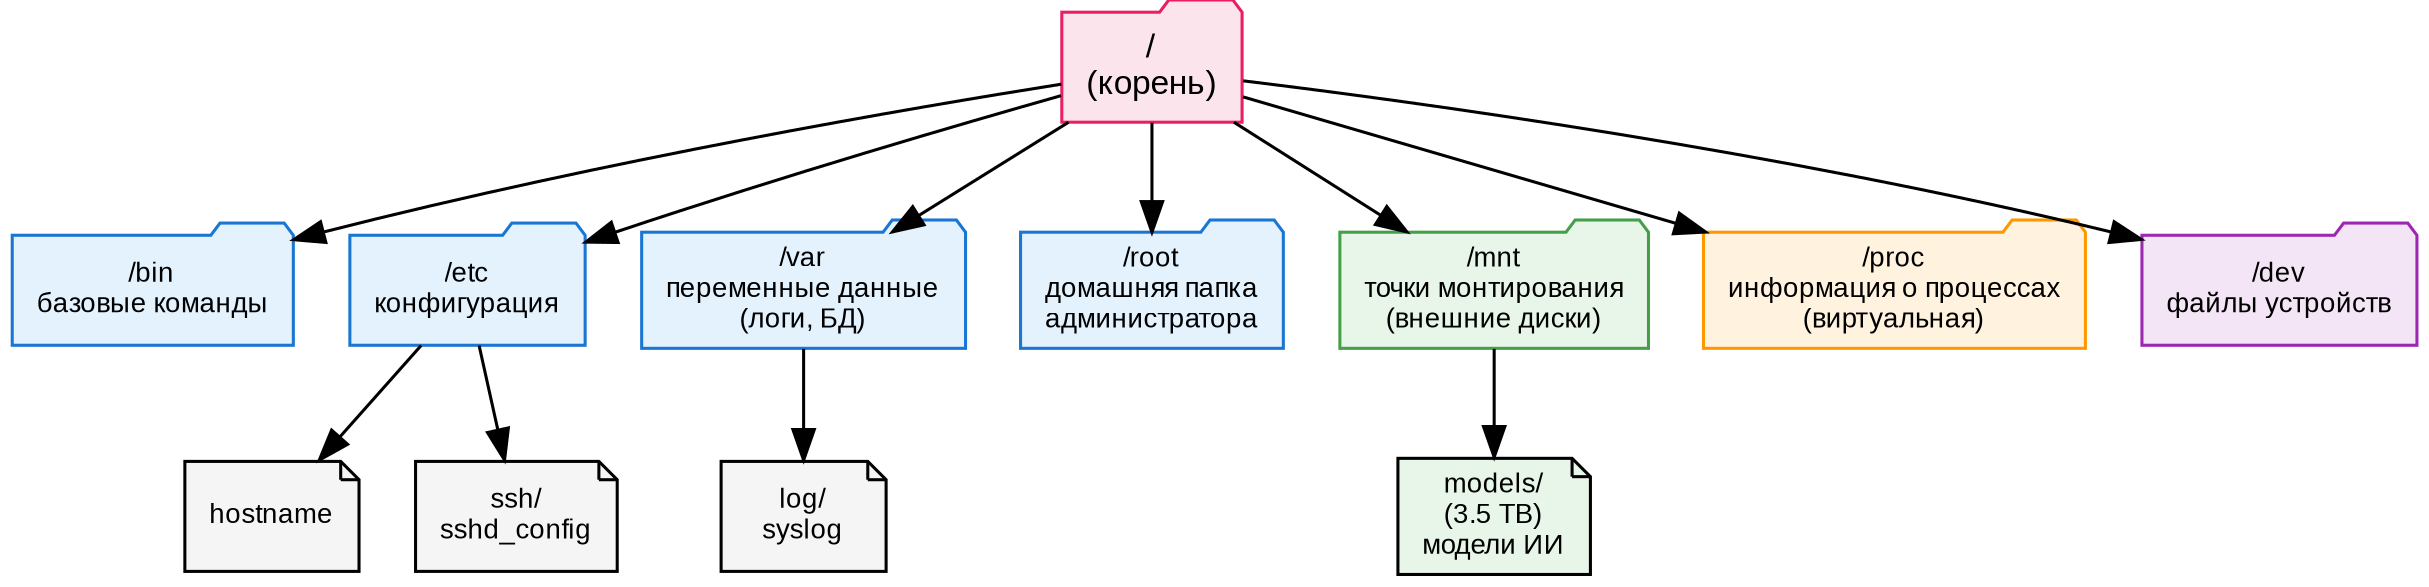 /
(корень)
/bin
базовые команды
/etc
конфигурация
/var
переменные данные
(логи, БД)
/root
домашняя папка
администратора
/mnt
точки монтирования
(внешние диски)
/proc
информация о процессах
(виртуальная)
/dev
файлы устройств
hostname
ssh/
sshd_config
log/
syslog
models/
(3.5 TB)
модели ИИ